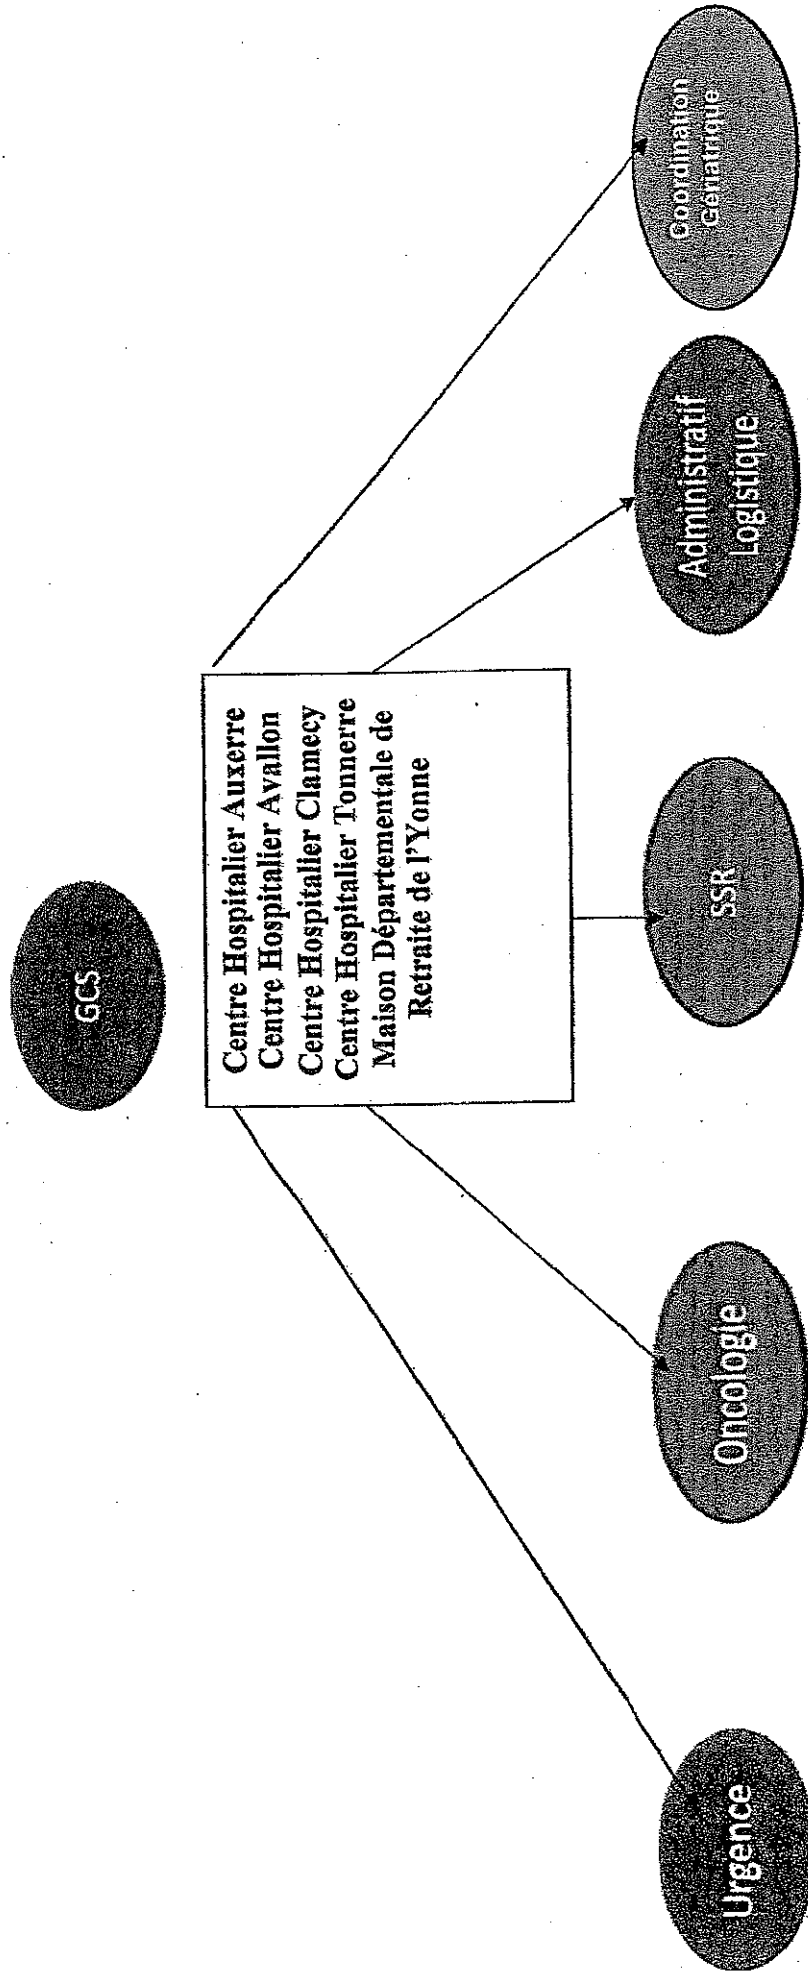 GCS
Centre Hospitalier Auxerre
Centre Hospitalier Avallon
Centre Hospitalier Clamecy
Centre Hospitalier Tonnerre
Maison Départementale de
Retraite de l'Yonne
Urgence
Oncologie
SSR
Administratif
Logistique
Coordination
Gériatrique